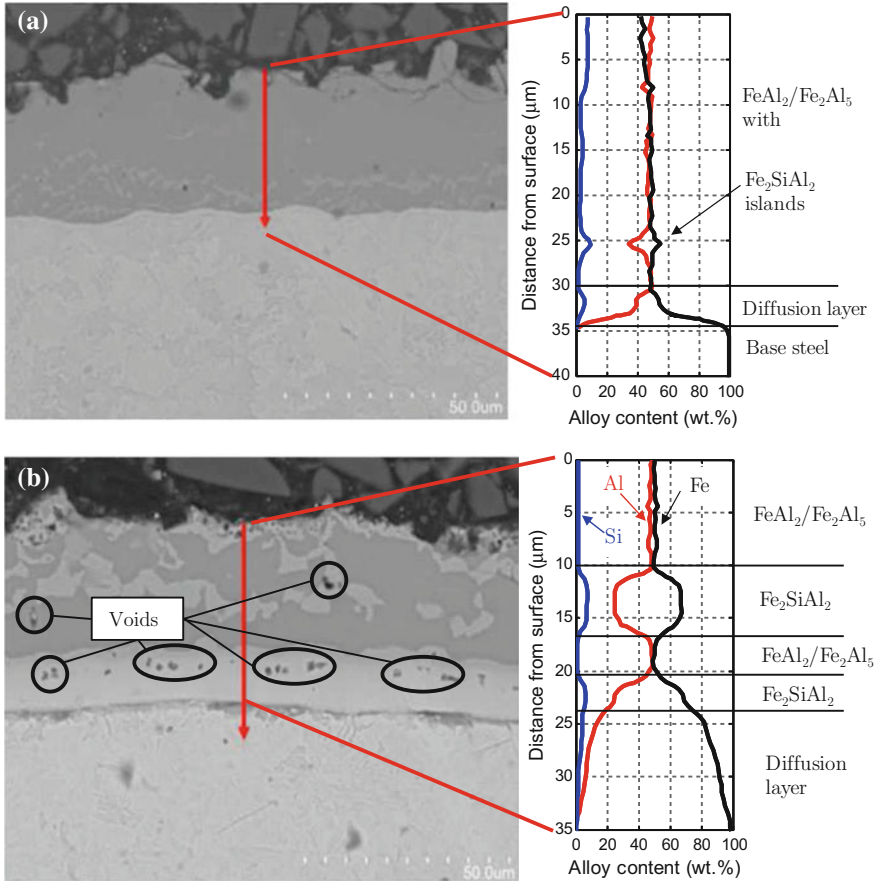 (a)
50.0um
0
5
10
15
20
25
30
35
40
Distance from surface (μm)
0 20 40 60 80 100
Alloy content (wt.%)
FeAl₂/Fe₂Al₅
with
Fe₂SiAl₂
islands
Diffusion layer
Base steel
(b)
Voids
50.0um
0
5
10
15
20
25
30
35
Distance from surface (μm)
0 20 40 60 80 100
Alloy content (wt.%)
Al
Fe
Si
FeAl₂/Fe₂Al₅
Fe₂SiAl₂
FeAl₂/Fe₂Al₅
Fe₂SiAl₂
Diffusion
layer